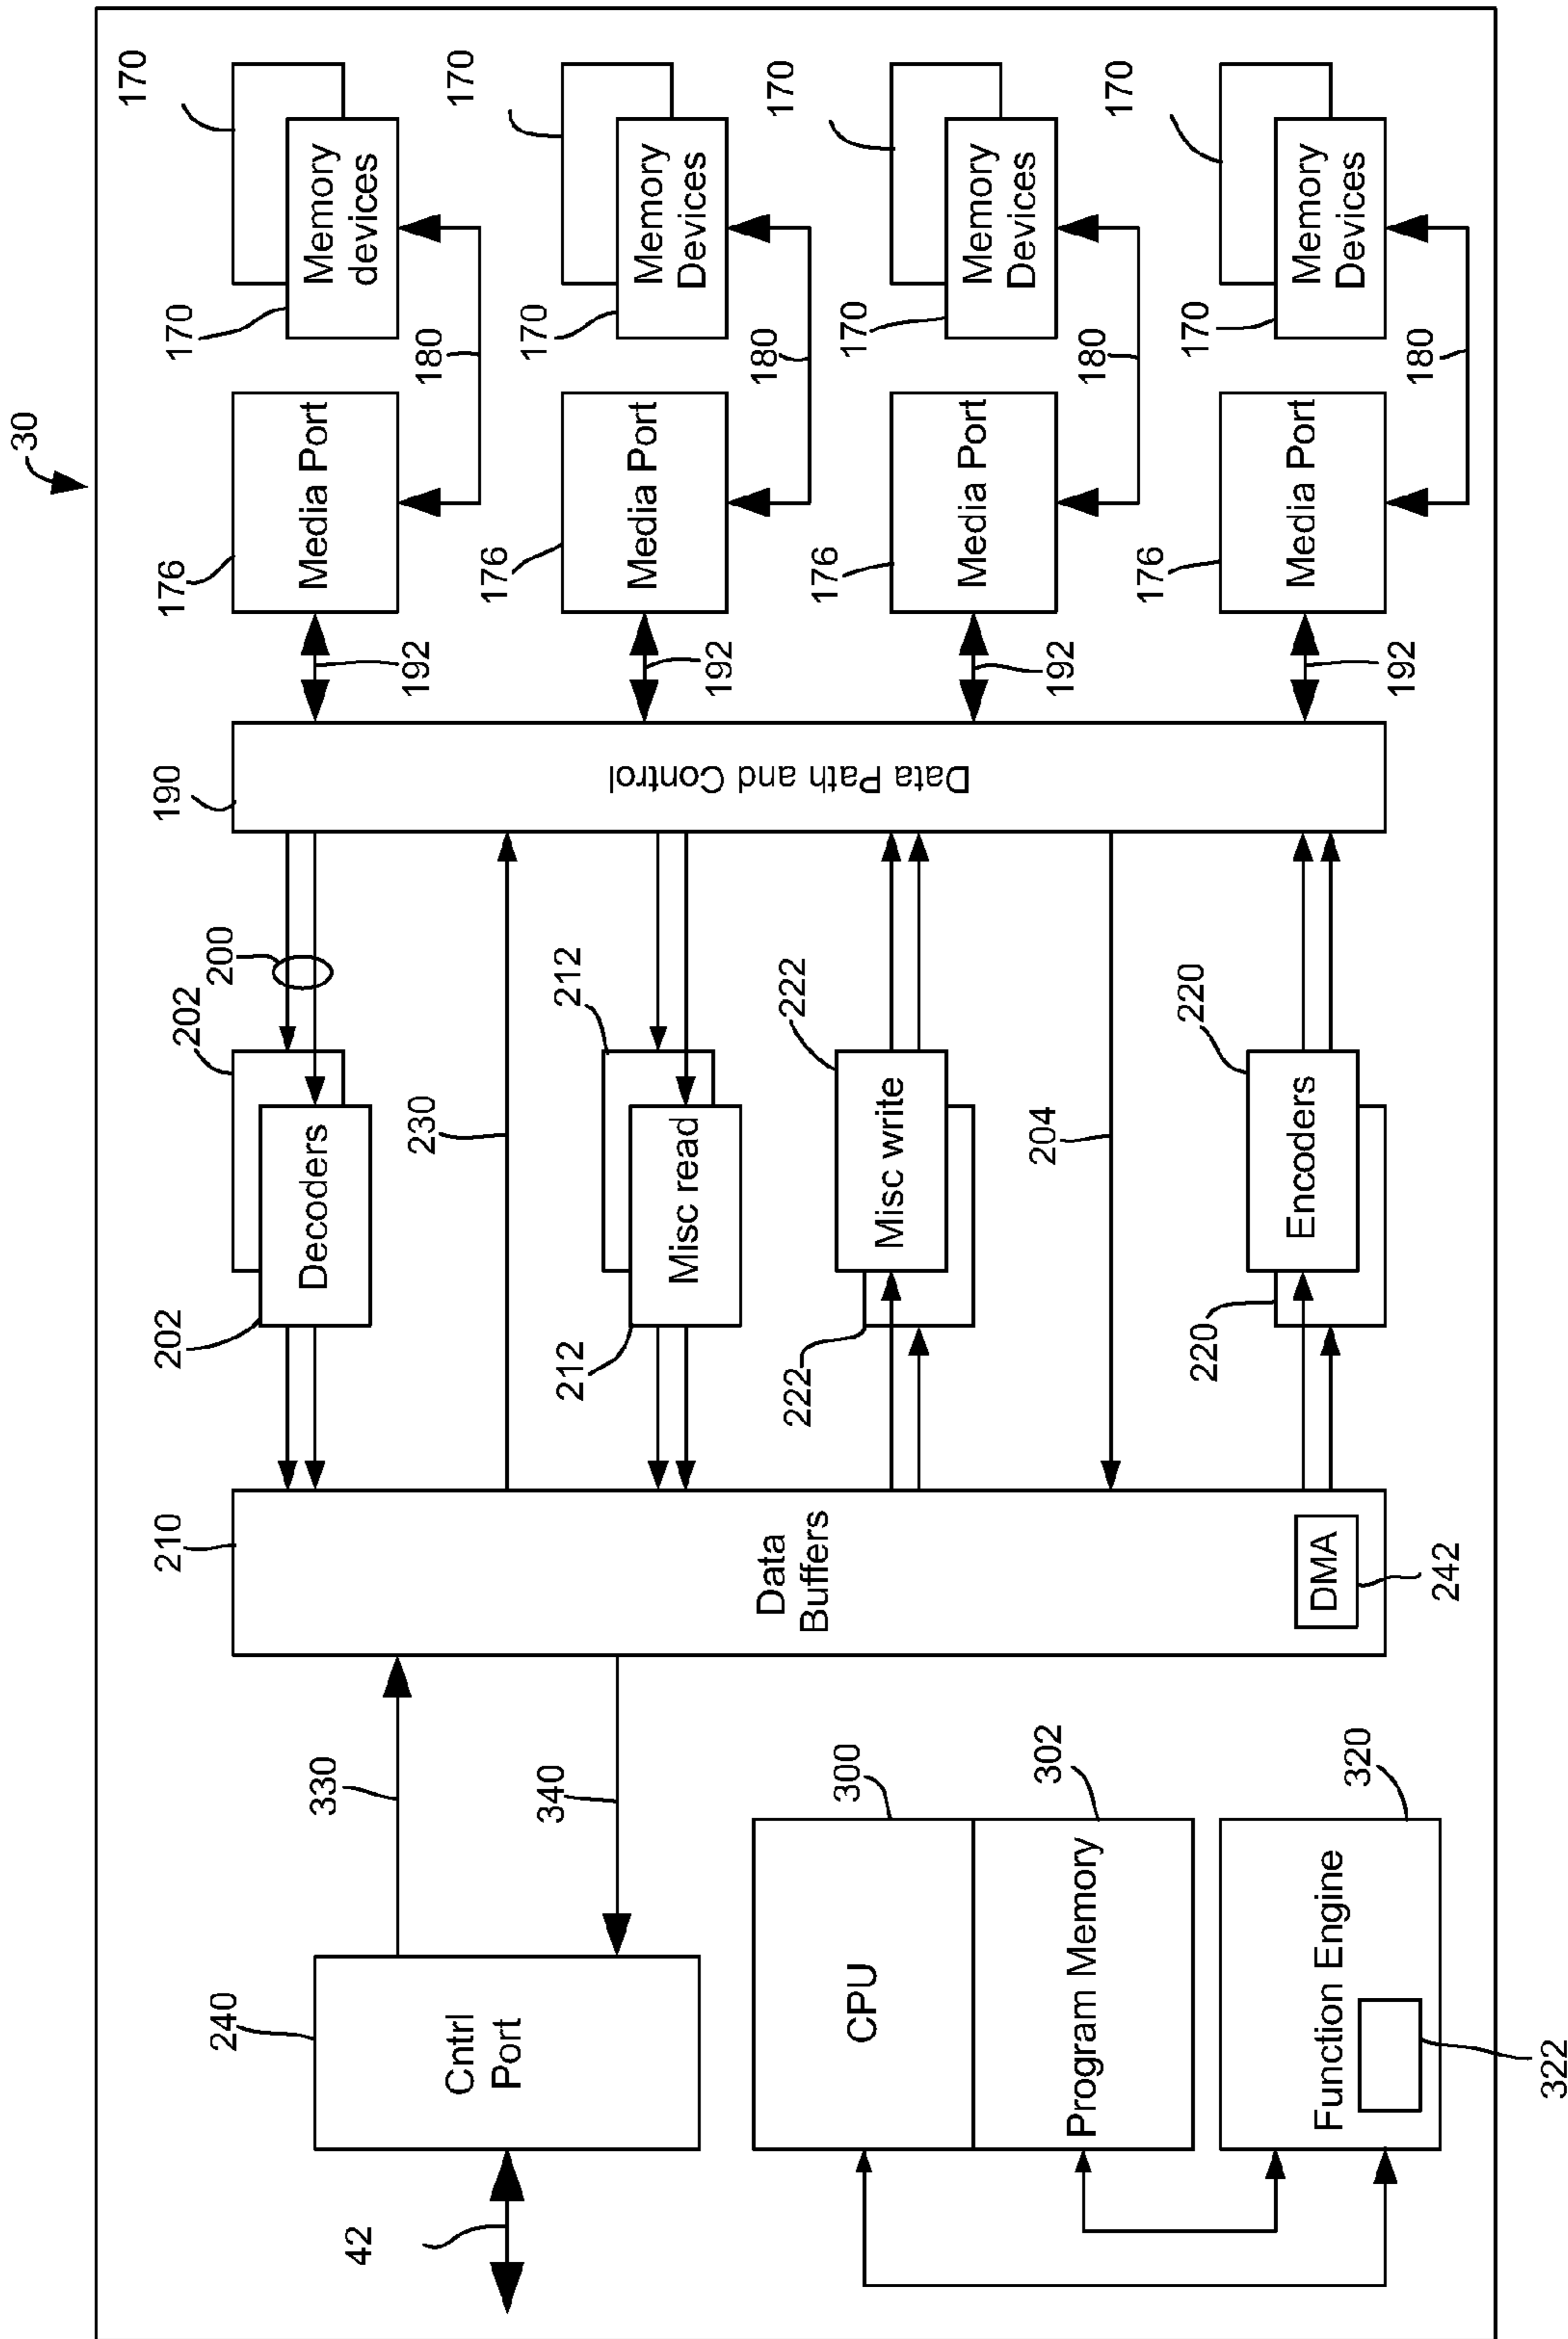 30
170
170
170
170
Memory
devices
Memory
Devices
Memory
Devices
Memory
Devices
170
170
170
170
180
180
180
180
Media Port
Media Port
Media Port
Media Port
176
176
176
176
192
192
192
192
190
Data Path and Control
200
202
212
222
220
230
204
Decoders
Misc read
Misc write
Encoders
202
212
222
220
210
Data
Buffers
DMA
242
330
340
300
302
320
240
Cntrl
Port
CPU
Program Memory
Function Engine
322
42